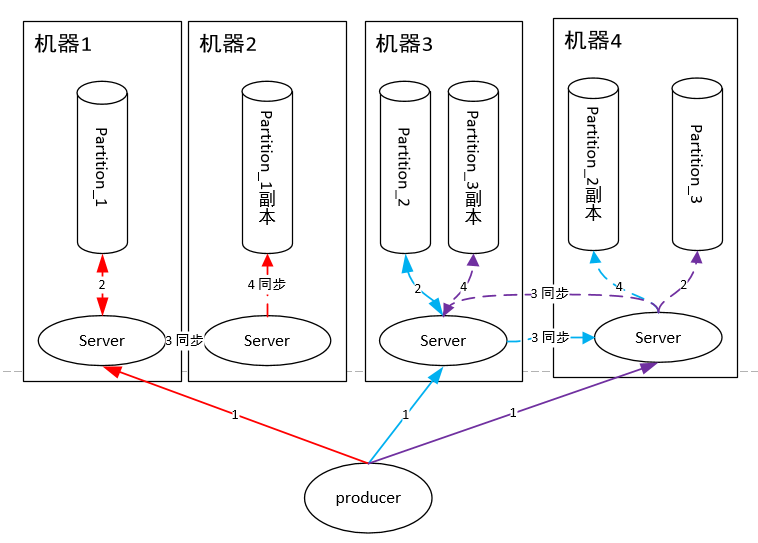 机器1
机器2
机器3
机器4
Partition_1
Partition_1副本
Partition_2
Partition_3副本
Partition_2副本
Partition_3
2
4 同步
2
4
3 同步
4
2
Server
3 同步
Server
Server
3 同步
Server
1
1
1
producer